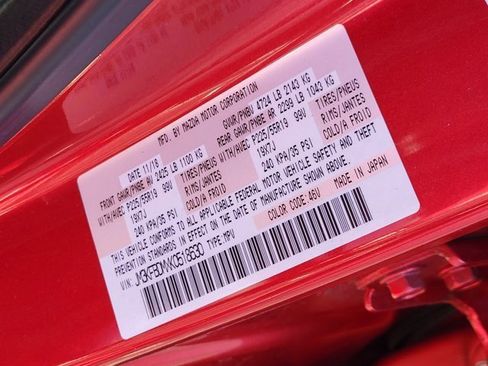 MFD. BY MAZDA MOTOR CORPORATION
DATE 11/18 GVWR/PNBV 4724 LB 2143 KG
FRONT GAWR/PNBE AV 2425 LB 1100 KG REAR GAWR/PNBE AR 2299 LB 1043 KG
WITH/AVEC P225/55R19 99V TIRES/PNEUS WITH/AVEC P225/55R19 99V TIRES/PNEUS
19X7J RIMS/JANTES 19X7J RIMS/JANTES
240 KPA/35 PSI COLD/A FROID 240 KPA/35 PSI COLD/A FROID
THIS VEHICLE CONFORMS TO ALL APPLICABLE FEDERAL MOTOR VEHICLE SAFETY AND THEFT
PREVENTION STANDARDS IN EFFECT ON THE DATE OF MANUFACTURE SHOWN ABOVE.
VIN: TYPE MPU COLOR CODE 46V MADE IN JAPAN